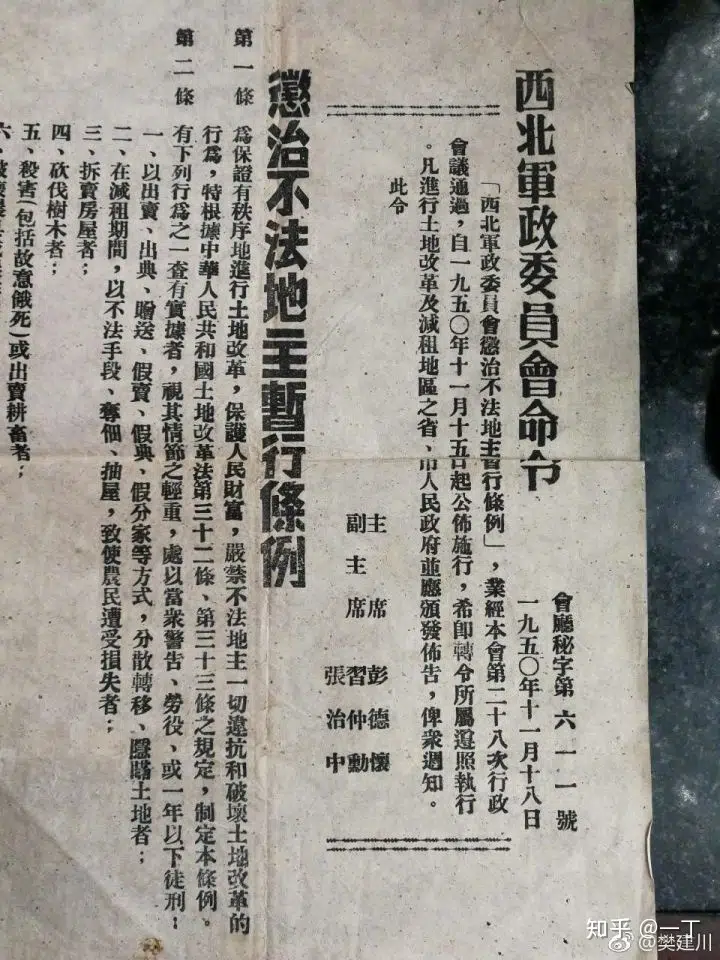 西北軍政委員會命令
會廳秘字第六一一號
一九五〇年十一月十八日
「西北軍政委員會懲治不法地主暫行條例」，業經本會第二十八次行政
會議通過，自一九五〇年十一月十五日起公佈施行，希卽轉令所屬遵照執行
。凡進行土地改革及減租地區之省、市人民政府並應頒發佈告，俾衆週知。
此令
主席 彭德懷
副主席 習仲勳
張治中
懲治不法地主暫行條例
第一條 爲保證有秩序地進行土地改革，保護人民財富，嚴禁不法地主一切違抗和破壞土地改革的
行爲，特根據中華人民共和國土地改革法第三十二條、第三十三條之規定，制定本條例。
第二條 有下列行爲之一查有實據者，視其情節之輕重，處以當衆警告、勞役、或一年以下徒刑：
一、以出賣、出典、贈送、假賣、假典、假分家等方式，分散轉移、隱瞞土地者；
二、在減租期間，以不法手段、奪佃、抽屋，致使農民遭受損失者；
三、拆賣房屋者；
四、砍伐樹木者；
五、殺害（包括故意餓死）或出賣耕畜者；
六、破壞農具
知乎 @一丁
@樊建川